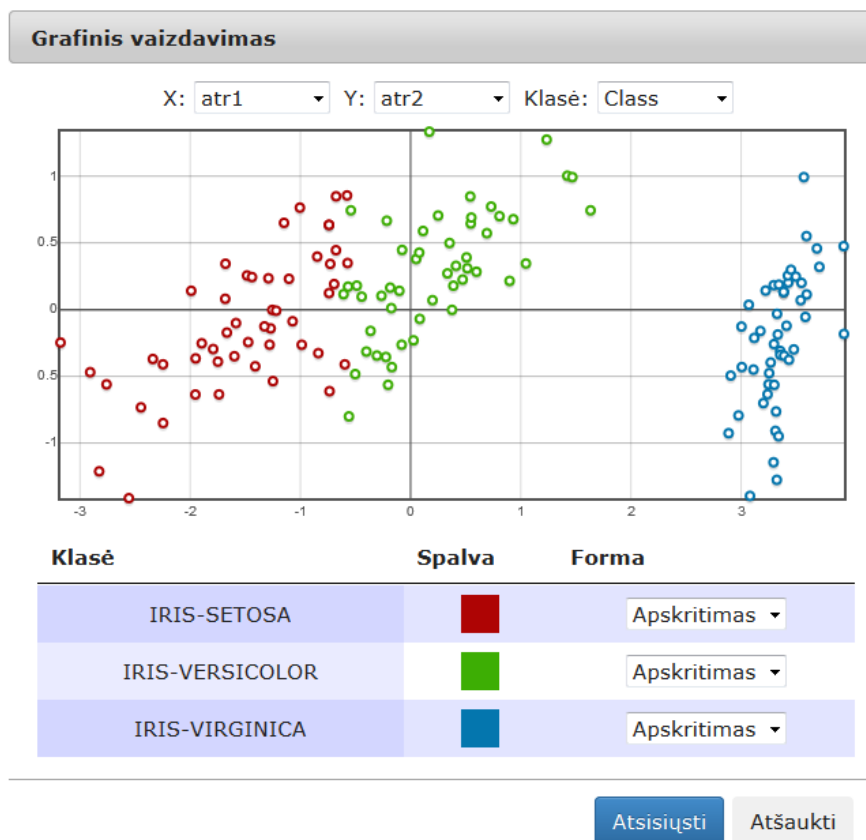 Grafinis vaizdavimas
X: atr1 Y: atr2 Klasė: Class
1
0.5
0
0.5
-1
-3 -2 -1 0 1 2 3
Klasė Spalva Forma
IRIS-SETOSA Apskritimas
IRIS-VERSICOLOR Apskritimas
IRIS-VIRGINICA Apskritimas
Atsisiųsti Atšaukti